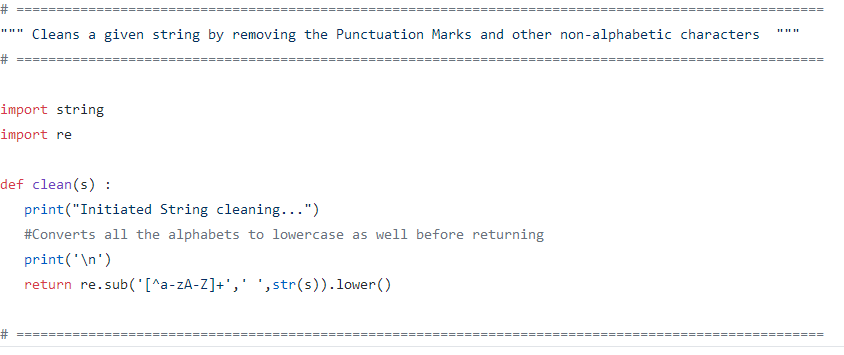 # =====================================================================================================
""" Cleans a given string by removing the Punctuation Marks and other non-alphabetic characters  """
# =====================================================================================================
import string
import re
def clean(s) :
   print("Initiated String cleaning...")
   #Converts all the alphabets to lowercase as well before returning
   print('\n')
   return re.sub('[^a-zA-Z]+',' ',str(s)).lower()
# =====================================================================================================